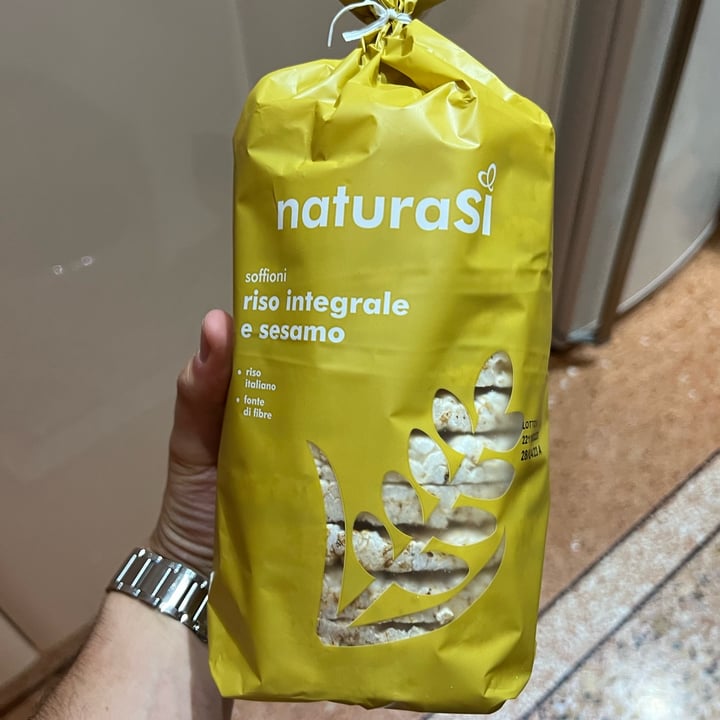 naturaSì
soffioni
riso integrale
e sesamo
• riso
italiano
• fonte
di fibre
LOTTO